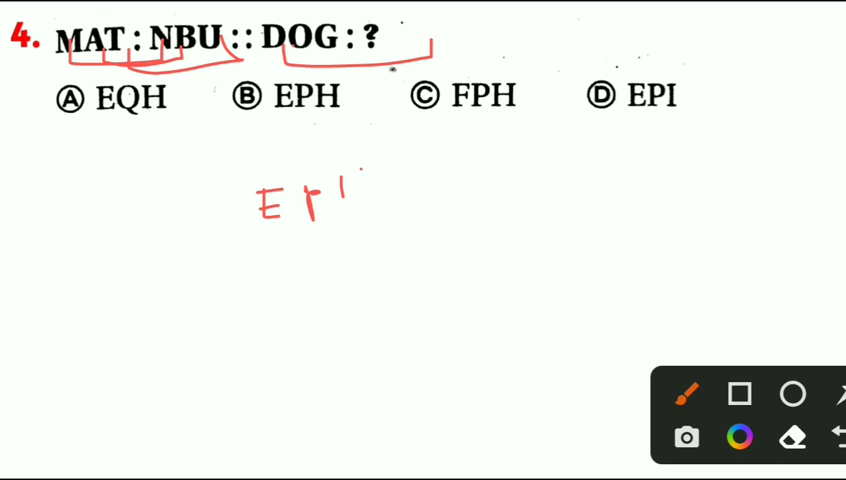 4. MAT : NBU :: DOG : ?
Ⓐ EQH Ⓑ EPH Ⓒ FPH Ⓓ EPI